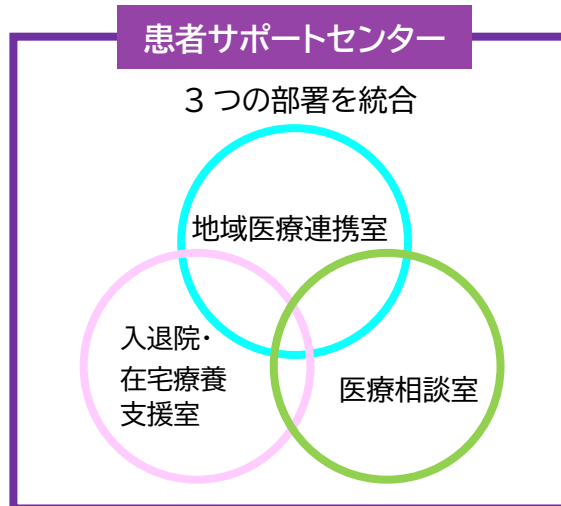 患者サポートセンター
3 つの部署を統合
地域医療連携室
入退院・
在宅療養
支援室
医療相談室